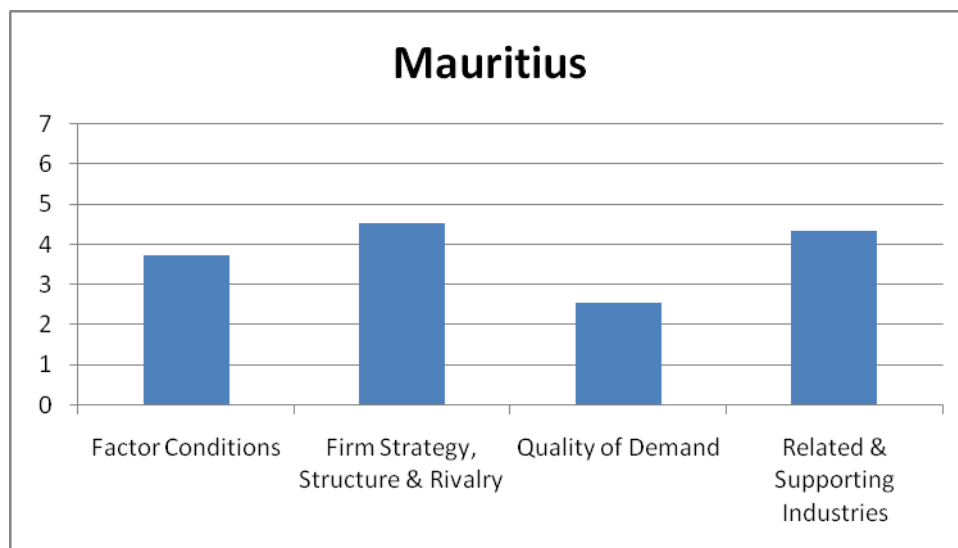 Mauritius
7
6
5
4
3
2
1
0
Factor Conditions
Firm Strategy,
Structure & Rivalry
Quality of Demand
Related &
Supporting
Industries